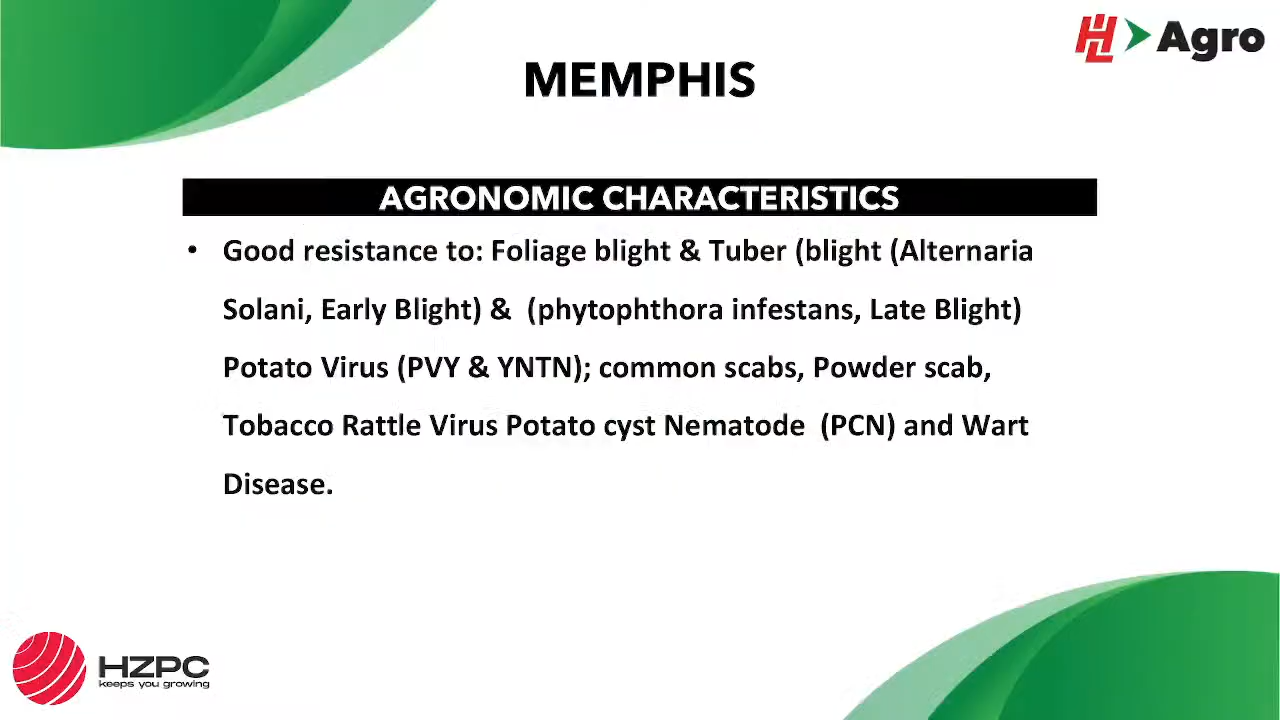 HL Agro
MEMPHIS
AGRONOMIC CHARACTERISTICS
• Good resistance to: Foliage blight & Tuber (blight (Alternaria
Solani, Early Blight) & (phytophthora infestans, Late Blight)
Potato Virus (PVY & YNTN); common scabs, Powder scab,
Tobacco Rattle Virus Potato cyst Nematode (PCN) and Wart
Disease.
HZPC
keeps you growing